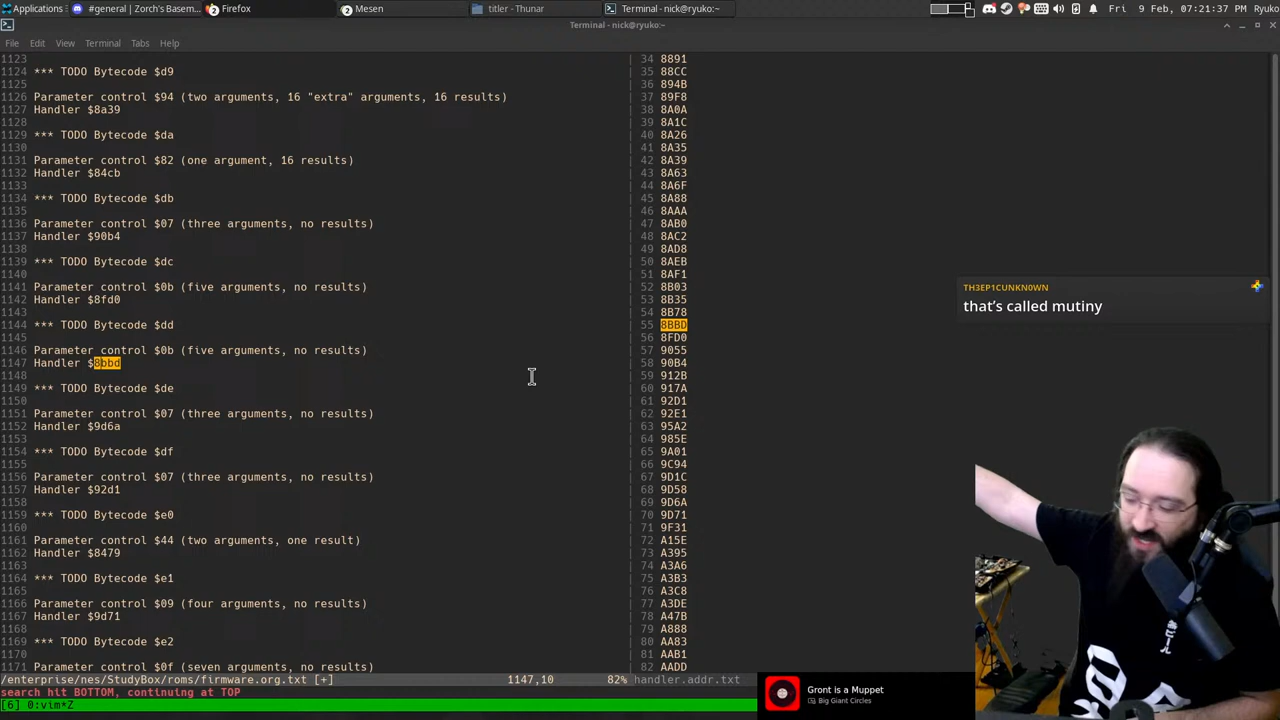 Applications
#general | Zorch's Basem...
Firefox
2 Mesen
titler - Thunar
Terminal - nick@ryuko:~
Fri 9 Feb, 07:21:37 PM Ryuko
Terminal - nick@ryuko:~
File Edit View Terminal Tabs Help
1123
1124 *** TODO Bytecode $d9
1125
1126 Parameter control $94 (two arguments, 16 "extra" arguments, 16 results)
1127 Handler $8a39
1128
1129 *** TODO Bytecode $da
1130
1131 Parameter control $82 (one argument, 16 results)
1132 Handler $84cb
1133
1134 *** TODO Bytecode $db
1135
1136 Parameter control $07 (three arguments, no results)
1137 Handler $90b4
1138
1139 *** TODO Bytecode $dc
1140
1141 Parameter control $0b (five arguments, no results)
1142 Handler $8fd0
1143
1144 *** TODO Bytecode $dd
1145
1146 Parameter control $0b (five arguments, no results)
1147 Handler $8bbd
1148
1149 *** TODO Bytecode $de
1150
1151 Parameter control $07 (three arguments, no results)
1152 Handler $9d6a
1153
1154 *** TODO Bytecode $df
1155
1156 Parameter control $07 (three arguments, no results)
1157 Handler $92d1
1158
1159 *** TODO Bytecode $e0
1160
1161 Parameter control $44 (two arguments, one result)
1162 Handler $8479
1163
1164 *** TODO Bytecode $e1
1165
1166 Parameter control $09 (four arguments, no results)
1167 Handler $9d71
1168
1169 *** TODO Bytecode $e2
1170
1171 Parameter control $0f (seven arguments, no results)
/enterprise/nes/StudyBox/roms/firmware.org.txt [+] 1147,10 82%
search hit BOTTOM, continuing at TOP
[6] 0:vim*Z
34 8891
35 88CC
36 894B
37 89F8
38 8A0A
39 8A1C
40 8A26
41 8A35
42 8A39
43 8A63
44 8A6F
45 8A88
46 8AAA
47 8AB0
48 8AC2
49 8AD8
50 8AEB
51 8AF1
52 8B03
53 8B35
54 8B78
55 8BBD
56 8FD0
57 9055
58 90B4
59 912B
60 917A
61 92D1
62 92E1
63 95A2
64 985E
65 9A01
66 9C94
67 9D1C
68 9D58
69 9D6A
70 9D71
71 9F31
72 A15E
73 A395
74 A3A6
75 A3B3
76 A3C8
77 A3DE
78 A47B
79 A888
80 AA83
81 AAB1
82 AADD
handler.addr.txt
TH3EP1CUNKN0WN
that's called mutiny
Gront is a Muppet
Big Giant Circles